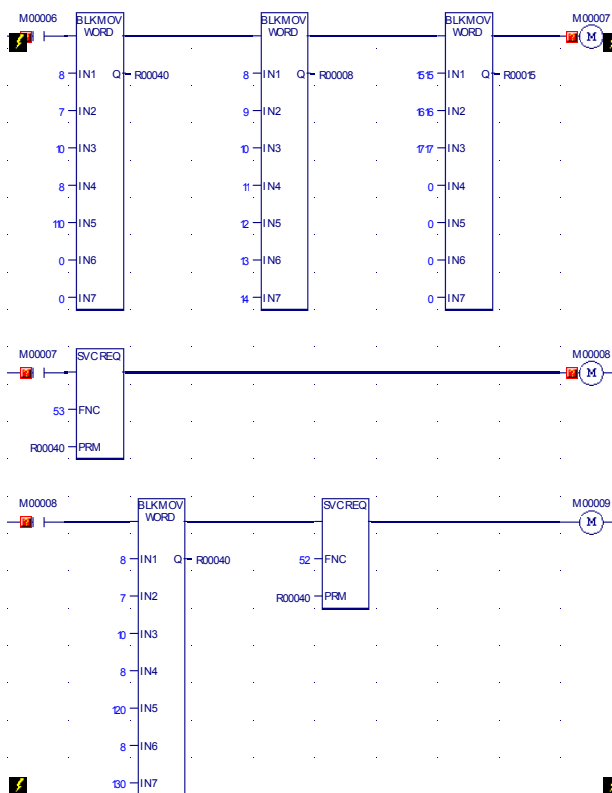 M00006 BLKMOV WORD BLKMOV WORD BLKMOV WORD M00007
M
8 IN1 Q R00040 8 IN1 Q R00008 1515 IN1 Q R00015
7 IN2 9 IN2 1616 IN2
10 IN3 10 IN3 1717 IN3
8 IN4 11 IN4 0 IN4
110 IN5 12 IN5 0 IN5
0 IN6 13 IN6 0 IN6
0 IN7 14 IN7 0 IN7
M00007 SVCREQ M00008
M
53 FNC
R00040 PRM
M00008 BLKMOV WORD SVCREQ M00009
M
8 IN1 Q R00040 52 FNC
7 IN2 R00040 PRM
10 IN3
8 IN4
120 IN5
8 IN6
130 IN7